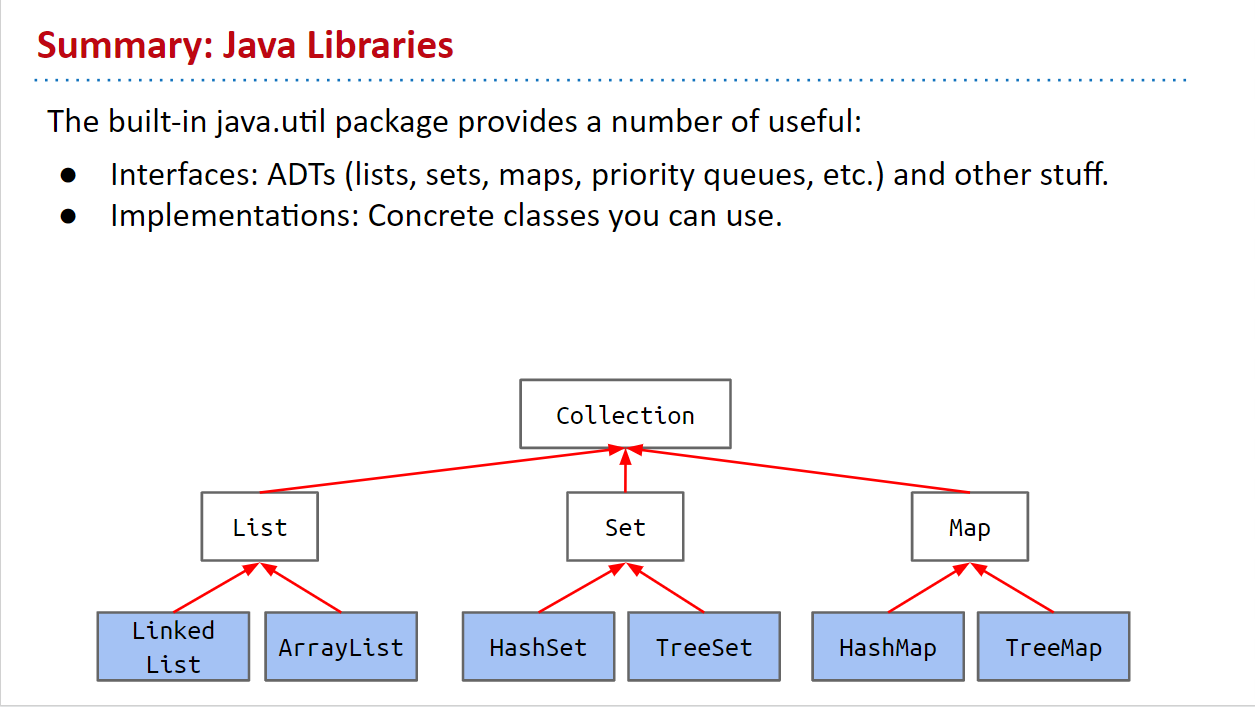 Summary: Java Libraries
The built-in java.util package provides a number of useful:
● Interfaces: ADTs (lists, sets, maps, priority queues, etc.) and other stuff.
● Implementations: Concrete classes you can use.
Collection
List
Set
Map
Linked
List
ArrayList
HashSet
TreeSet
HashMap
TreeMap